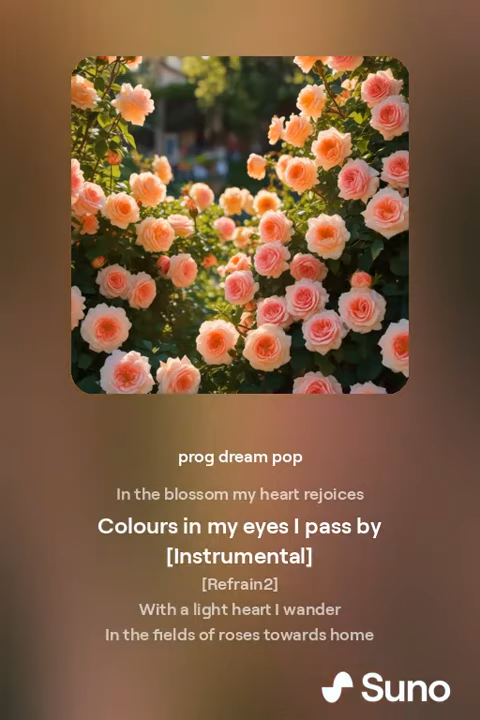 prog dream pop
In the blossom my heart rejoices
Colours in my eyes I pass by
[Instrumental]
[Refrain2]
With a light heart I wander
In the fields of roses towards home
Suno